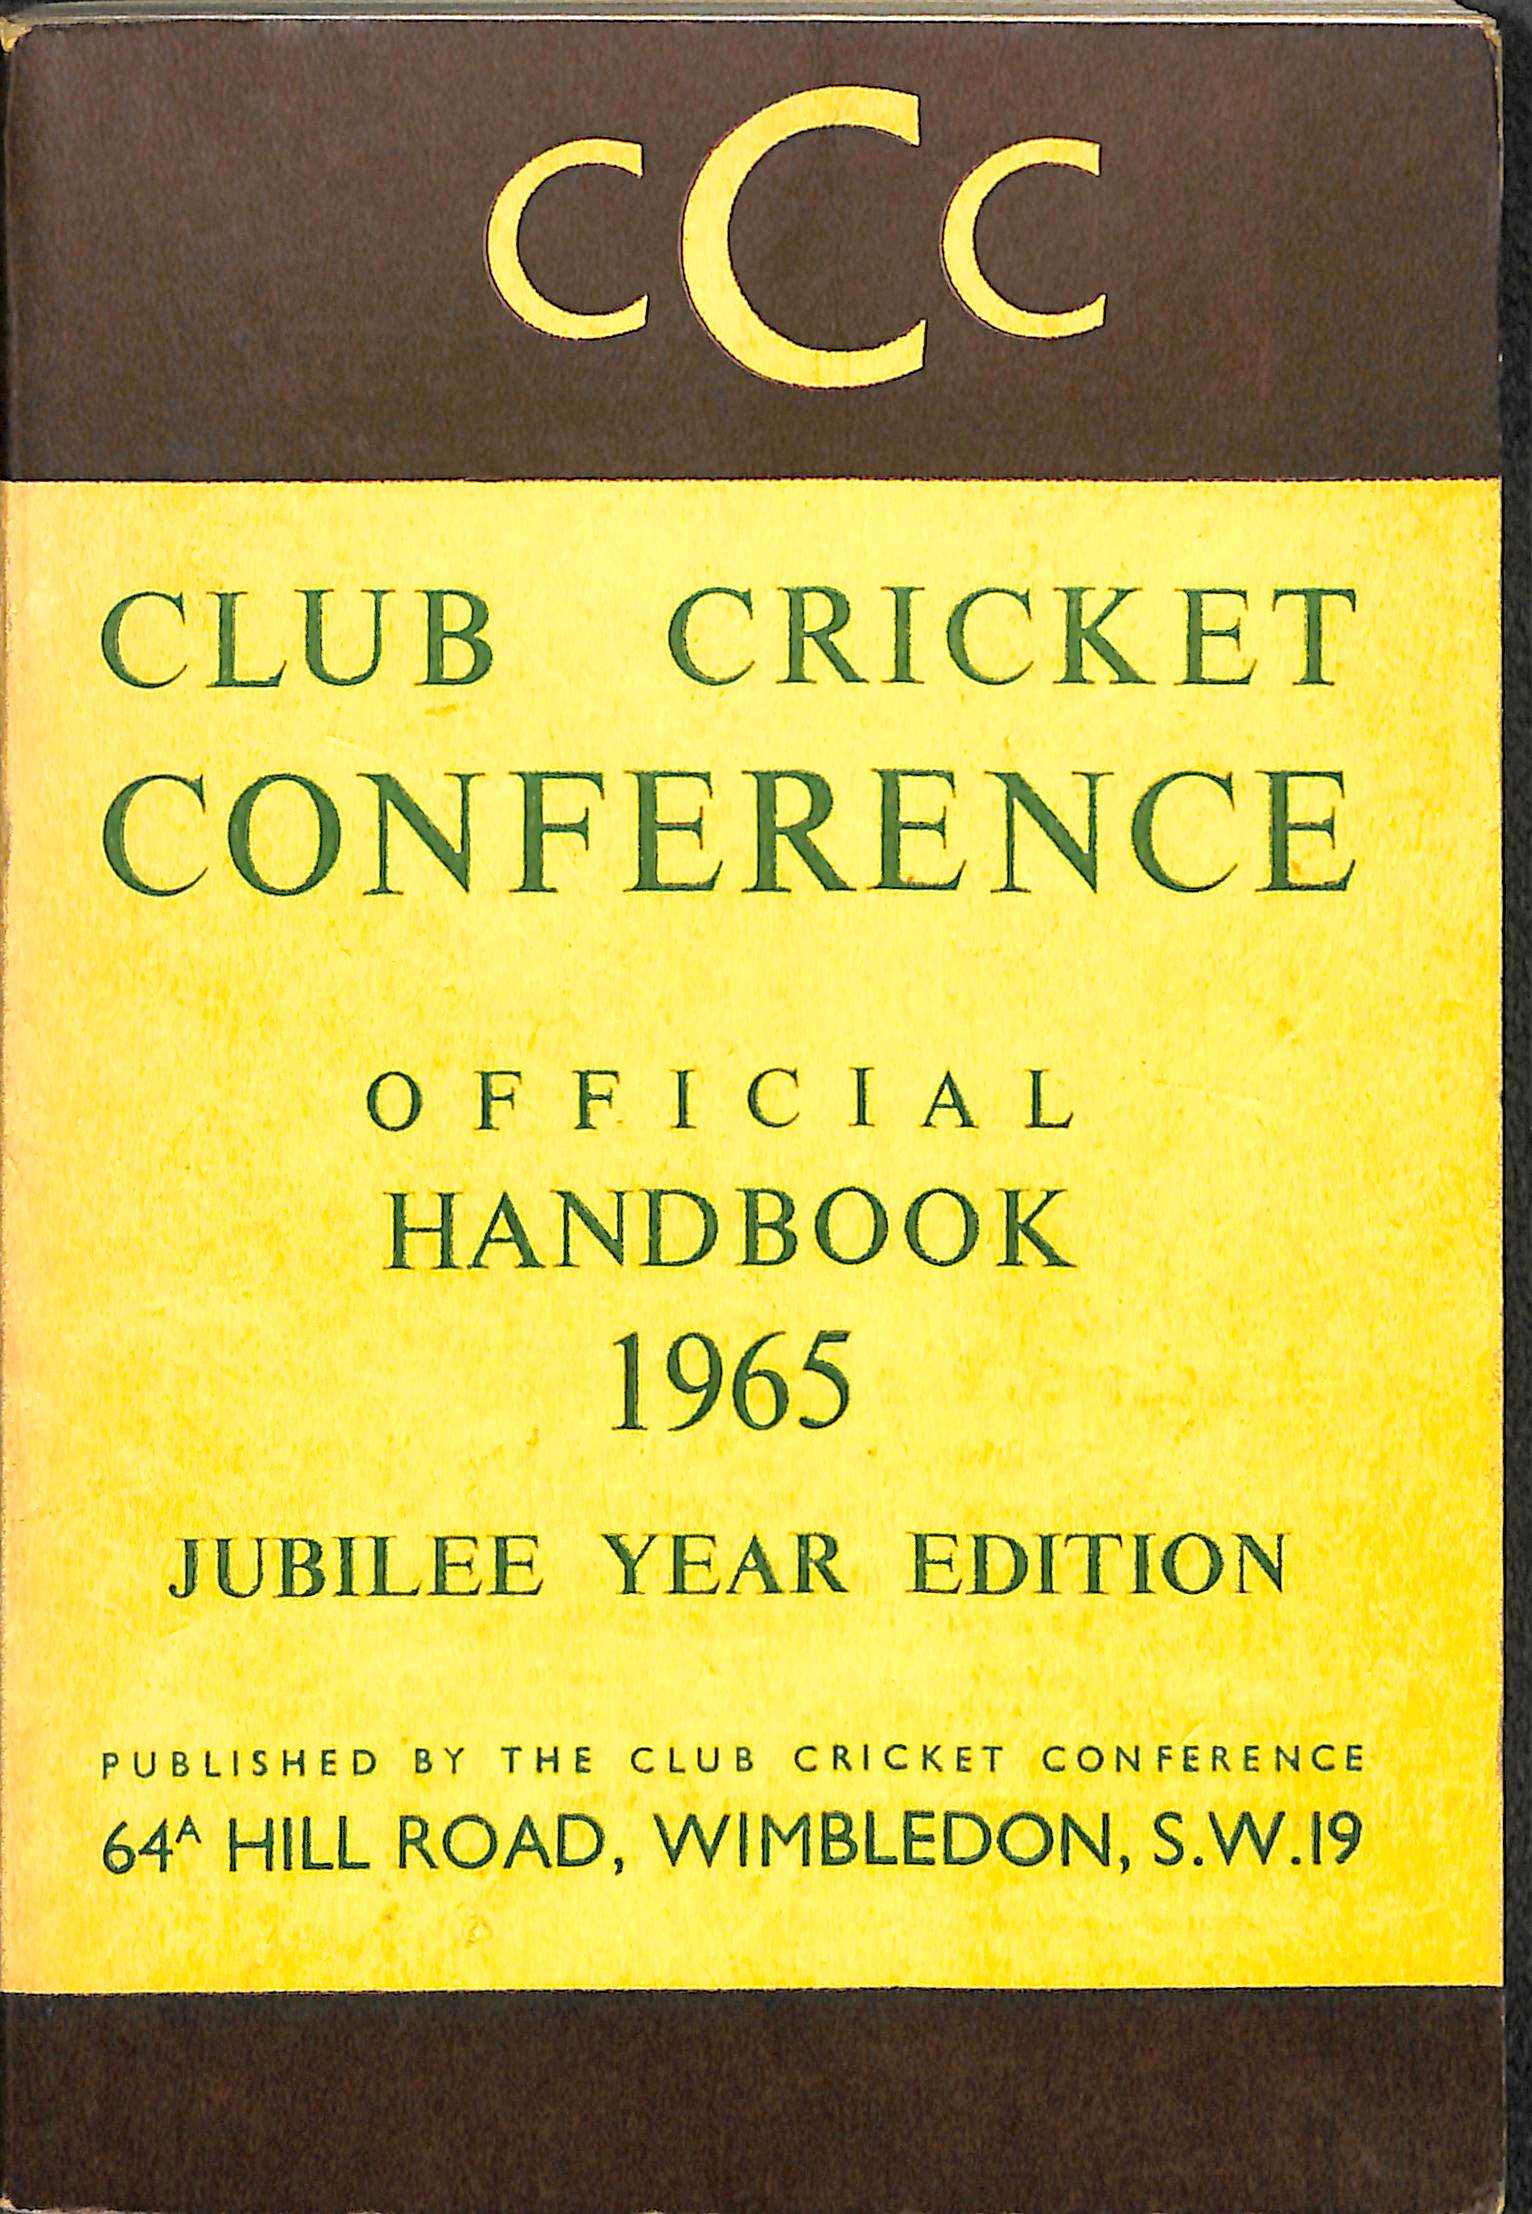 CCC
CLUB CRICKET
CONFERENCE
OFFICIAL
HANDBOOK
1965
JUBILEE YEAR EDITION
PUBLISHED BY THE CLUB CRICKET CONFERENCE
64A HILL ROAD, WIMBLEDON, S.W.19